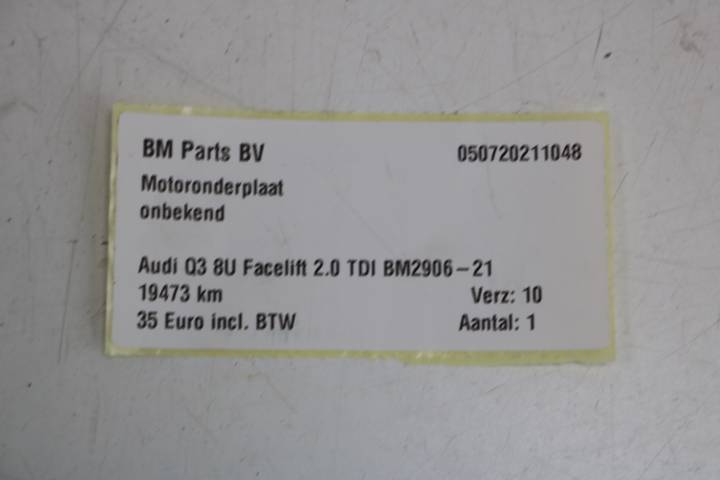 BM Parts BV 050720211048
Motoronderplaat
onbekend
Audi Q3 8U Facelift 2.0 TDI BM2906-21
19473 km Verz: 10
35 Euro incl. BTW Aantal: 1